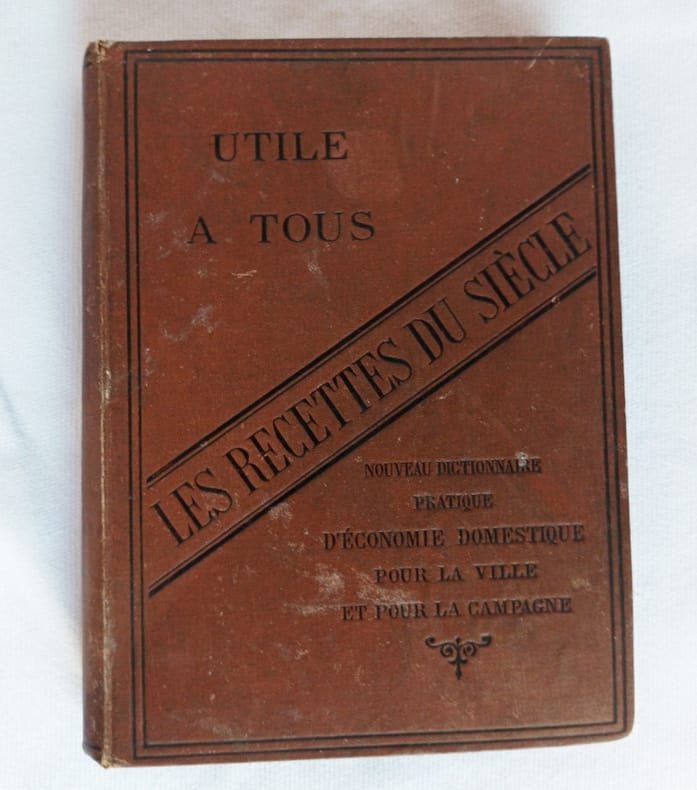 UTILE
A TOUS
LES RECETTES DU SIÈCLE
NOUVEAU DICTIONNAIRE
PRATIQUE
D'ÉCONOMIE DOMESTIQUE
POUR LA VILLE
ET POUR LA CAMPAGNE